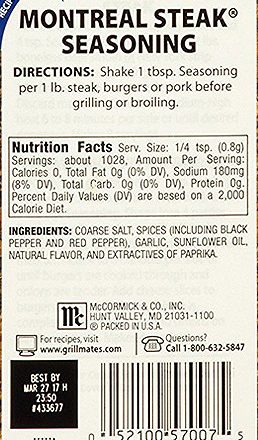 RECIP
MONTREAL STEAK®
SEASONING
DIRECTIONS: Shake 1 tbsp. Seasoning
per 1 lb. steak, burgers or pork before
grilling or broiling.
Nutrition Facts Serv. Size: 1/4 tsp. (0.8g)
Servings: about 1028, Amount Per Serving:
Calories 0, Total Fat 0g (0% DV), Sodium 180mg
(8% DV), Total Carb. 0g (0% DV), Protein 0g.
Percent Daily Values (DV) are based on a 2,000
Calorie Diet.
INGREDIENTS: COARSE SALT, SPICES (INCLUDING BLACK
PEPPER AND RED PEPPER), GARLIC, SUNFLOWER OIL,
NATURAL FLAVOR, AND EXTRACTIVES OF PAPRIKA.
Mc
McCORMICK & CO., INC.
HUNT VALLEY, MD 21031-1100
® PACKED IN U.S.A.
For recipes, visit
www.grillmates.com
Questions?
Call 1-800-632-5847
BEST BY
MAR 27 17 H
23:50
#433677
0 52100 57007 5